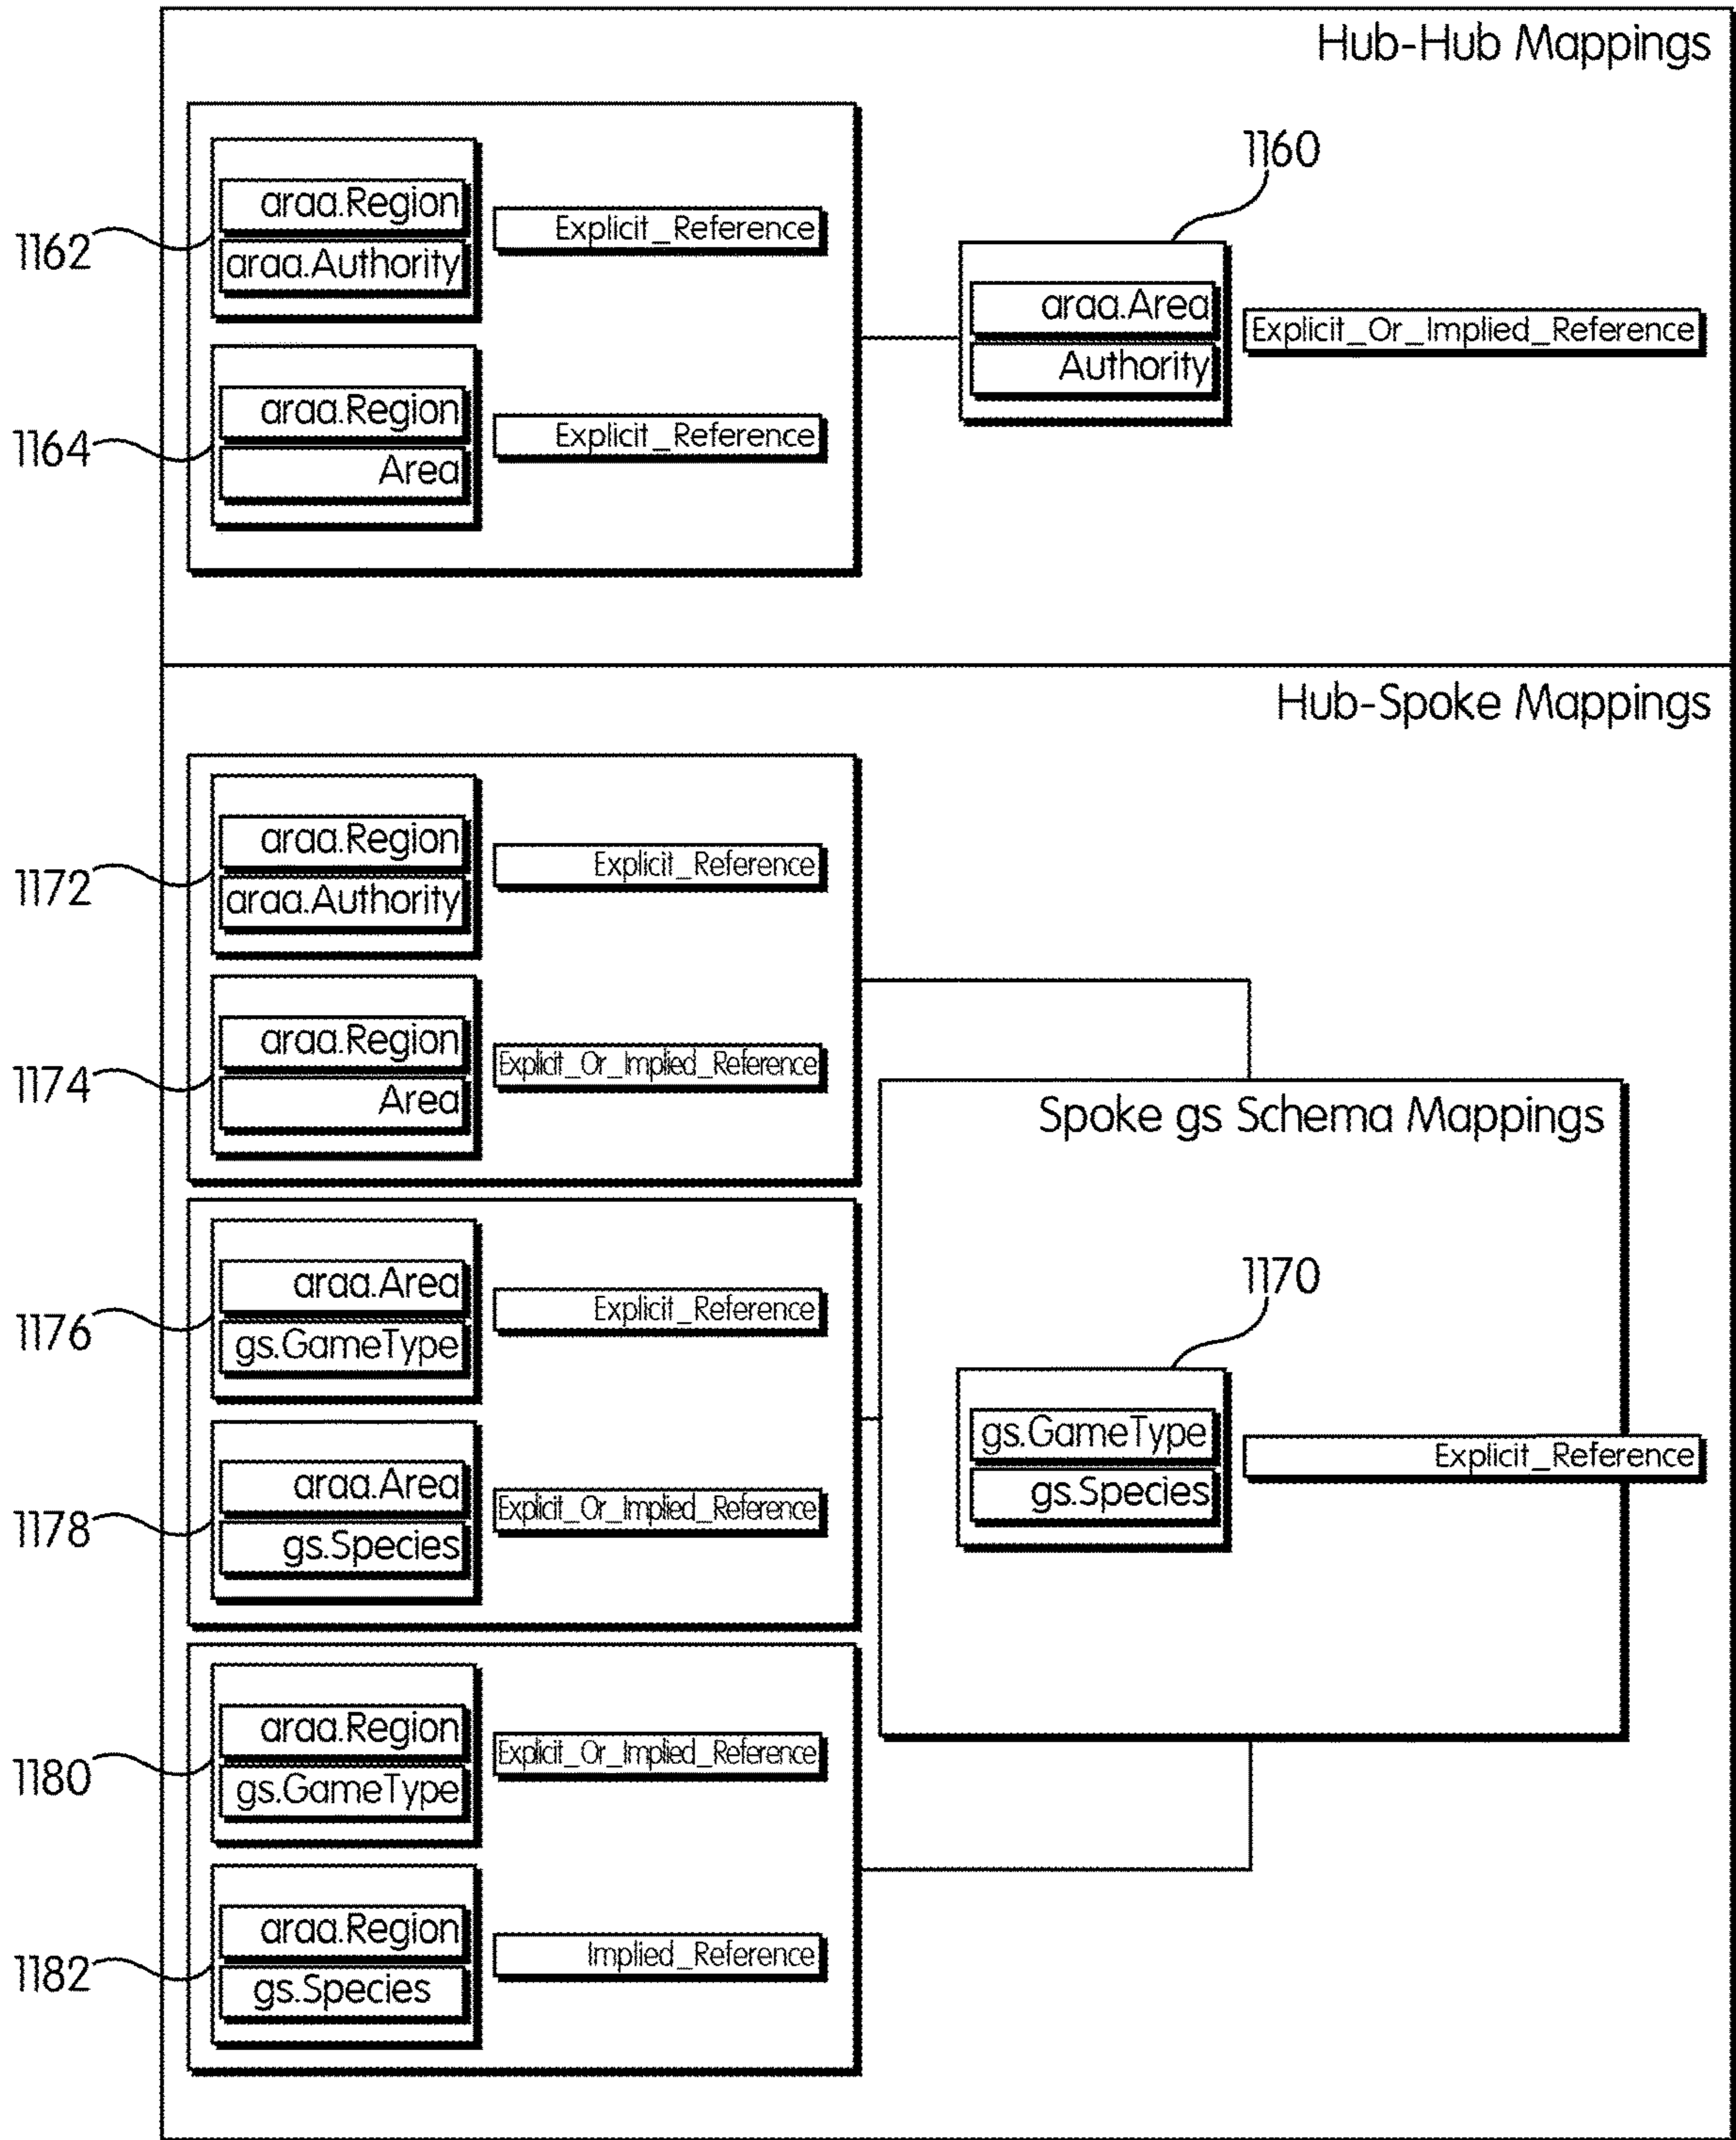 Hub-Hub Mappings
1160
1162
araa.Region
araa.Authority
Explicit_Reference
araa.Area
Authority
Explicit_Or_Implied_Reference
1164
araa.Region
Area
Explicit_Reference
Hub-Spoke Mappings
1172
araa.Region
araa.Authority
Explicit_Reference
1174
araa.Region
Area
Explicit_Or_Implied_Reference
Spoke gs Schema Mappings
1176
araa.Area
gs.GameType
Explicit_Reference
1170
gs.GameType
gs.Species
Explicit_Reference
1178
araa.Area
gs.Species
Explicit_Or_Implied_Reference
1180
araa.Region
gs.GameType
Explicit_Or_Implied_Reference
1182
araa.Region
gs.Species
Implied_Reference